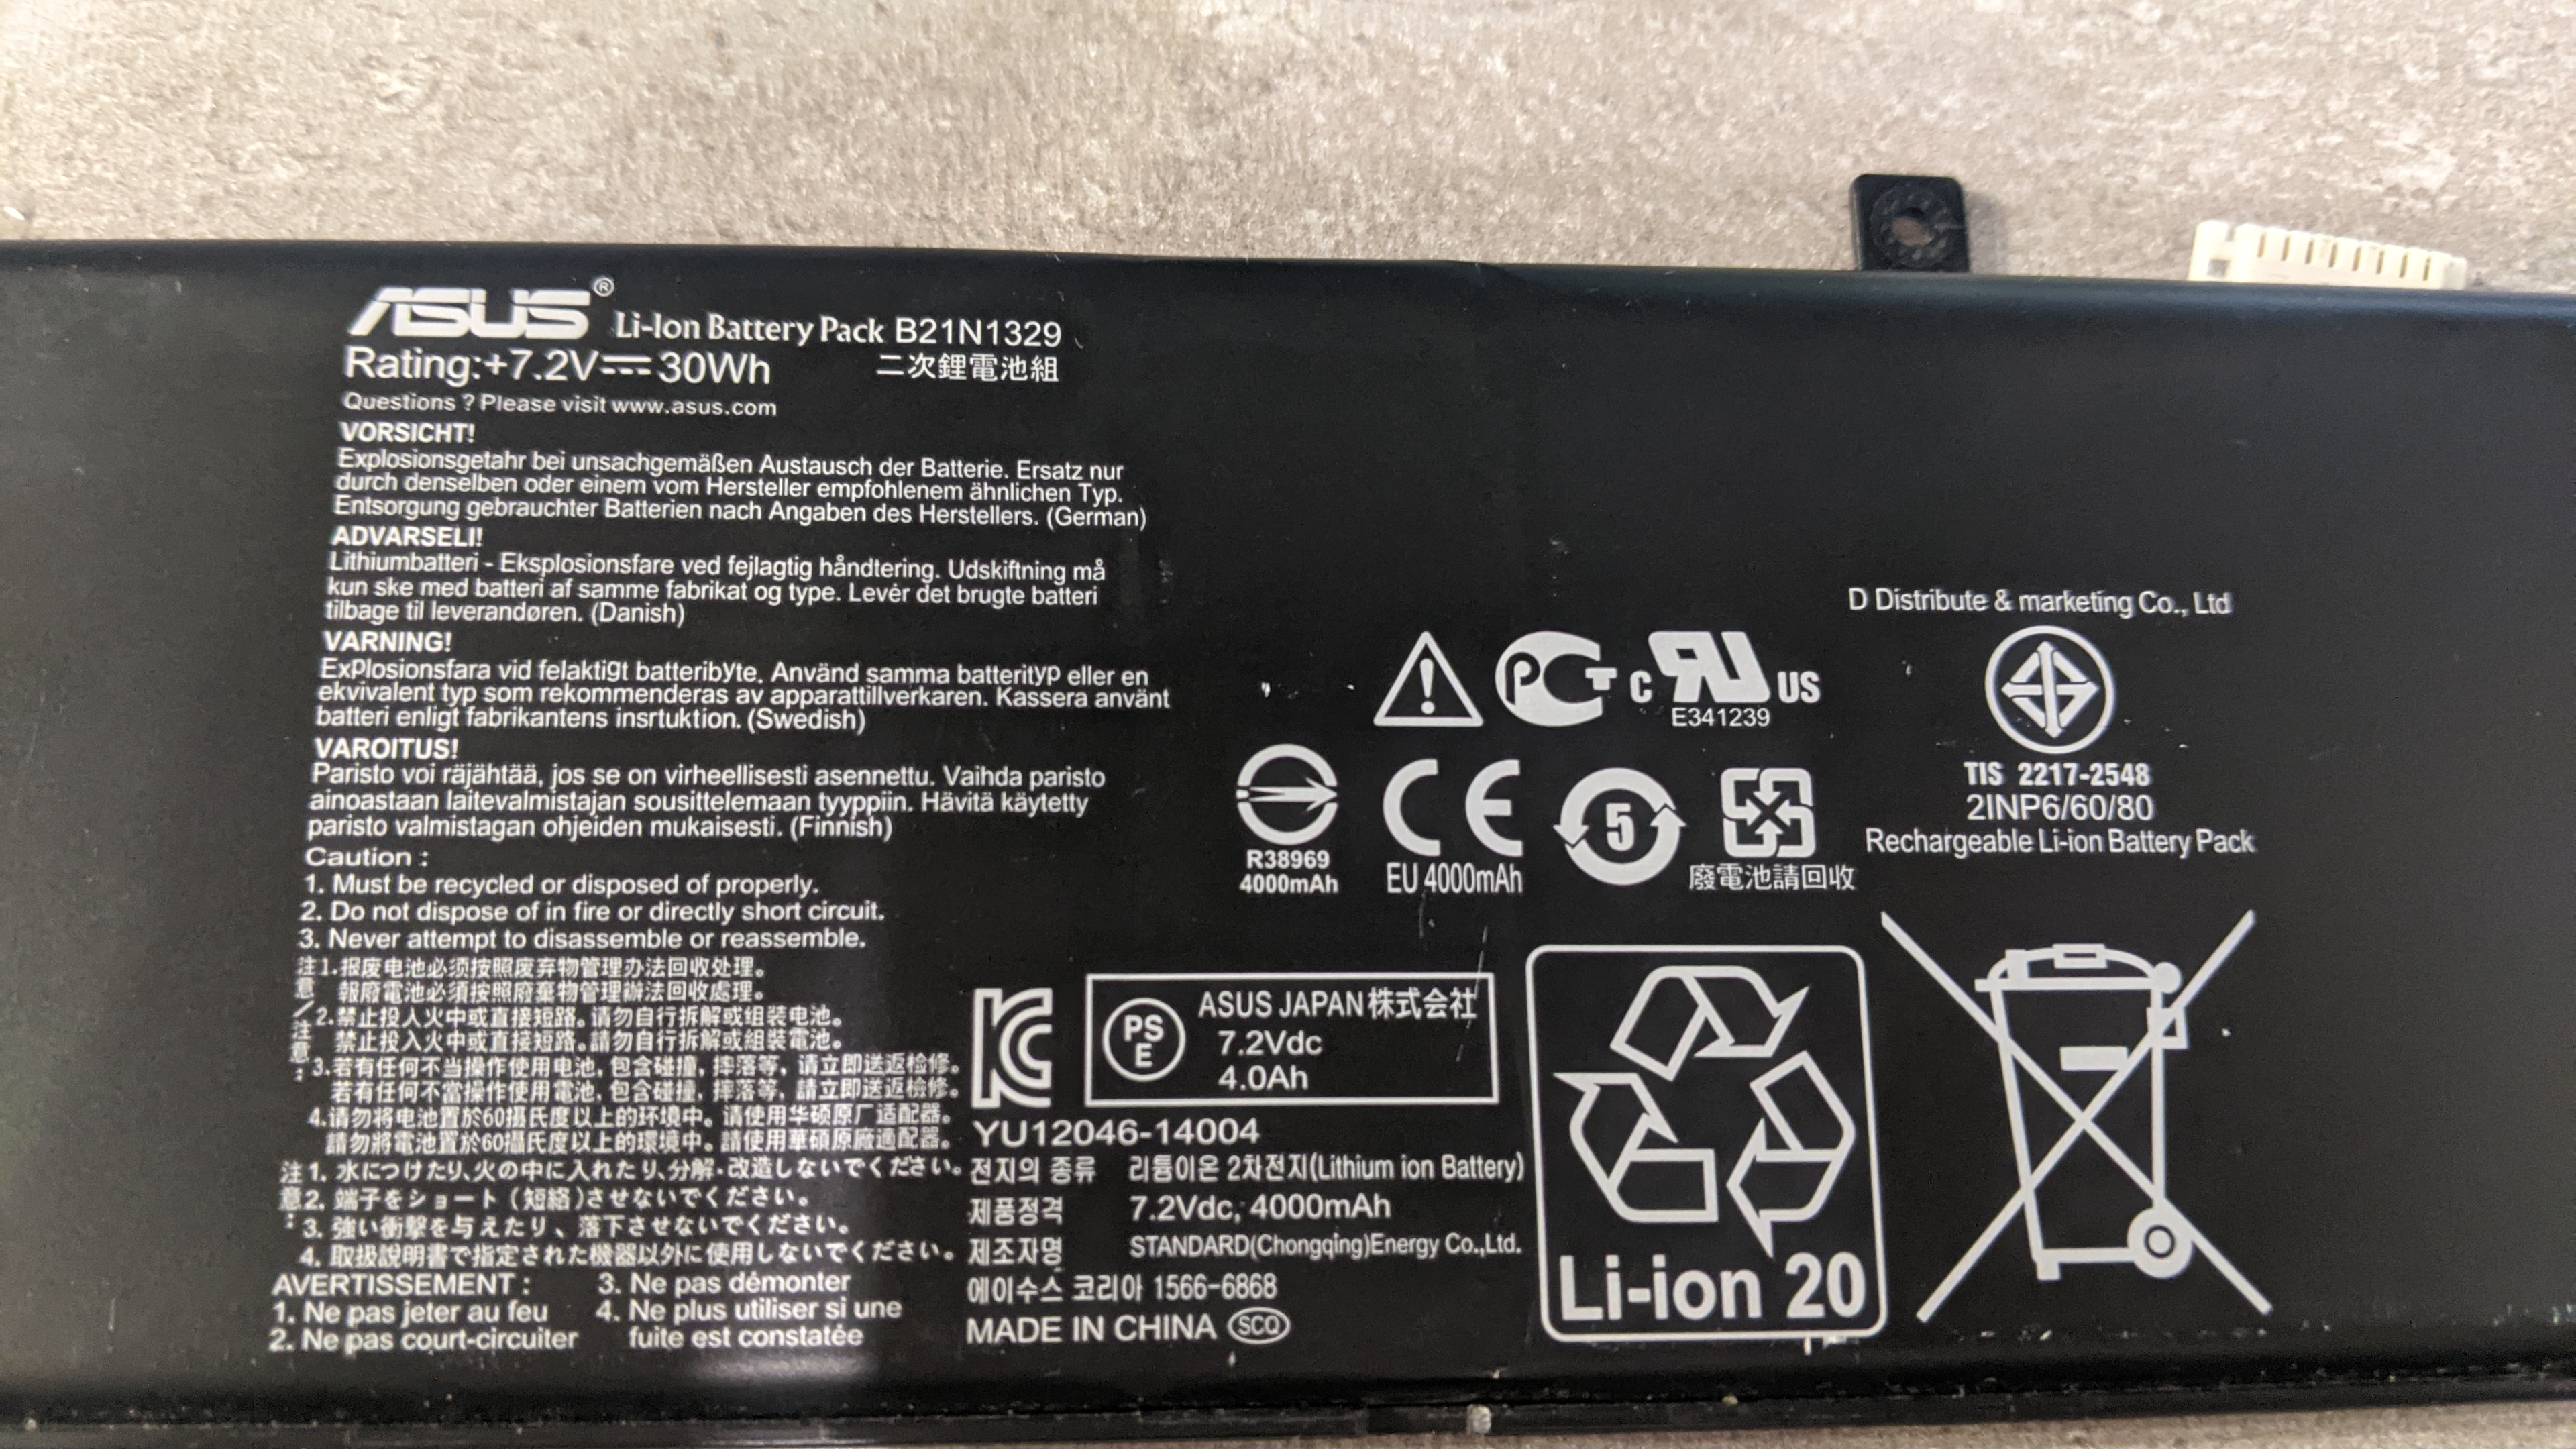 ASUS® Li-Ion Battery Pack B21N1329
Rating:+7.2V⎓30Wh 二次鋰電池組
Questions ? Please visit www.asus.com
VORSICHT!
Explosionsgetahr bei unsachgemäßen Austausch der Batterie. Ersatz nur
durch denselben oder einem vom Hersteller empfohlenem ähnlichen Typ.
Entsorgung gebrauchter Batterien nach Angaben des Herstellers. (German)
ADVARSELI!
Lithiumbatteri - Eksplosionsfare ved fejlagtig håndtering. Udskiftning må
kun ske med batteri af samme fabrikat og type. Levér det brugte batteri
tilbage til leverandøren. (Danish)
VARNING!
Explosionsfara vid felaktigt batteribyte. Använd samma batterityp eller en
ekvivalent typ som rekommenderas av apparattillverkaren. Kassera använt
batteri enligt fabrikantens insrtuktion. (Swedish)
VAROITUS!
Paristo voi räjähtää, jos se on virheellisesti asennettu. Vaihda paristo
ainoastaan laitevalmistajan sousittelemaan tyyppiin. Hävitä käytetty
paristo valmistagan ohjeiden mukaisesti. (Finnish)
Caution :
1. Must be recycled or disposed of properly.
2. Do not dispose of in fire or directly short circuit.
3. Never attempt to disassemble or reassemble.
注意/注意:
1.报废电池必须按照废弃物管理办法回收处理。
報廢電池必須按照廢棄物管理辦法回收處理。
2.禁止投入火中或直接短路。请勿自行拆解或组装电池。
禁止投入火中或直接短路。請勿自行拆解或組裝電池。
3.若有任何不当操作使用电池,包含碰撞,摔落等,请立即送返检修。
若有任何不當操作使用電池,包含碰撞,摔落等,請立即送返檢修。
4.请勿将电池置於60摄氏度以上的环境中。请使用华硕原厂适配器。
請勿將電池置於60攝氏度以上的環境中。請使用華碩原廠適配器。
注意:
1. 水につけたり、火の中に入れたり、分解・改造しないでください。
2. 端子をショート(短絡)させないでください。
3. 強い衝撃を与えたり、落下させないでください。
4. 取扱説明書で指定された機器以外に使用しないでください。
AVERTISSEMENT :
1. Ne pas jeter au feu
2. Ne pas court-circuiter
3. Ne pas démonter
4. Ne plus utiliser si une
fuite est constatée
D Distribute & marketing Co., Ltd
PCT
c RU US
E341239
TIS 2217-2548
2INP6/60/80
Rechargeable Li-ion Battery Pack
R38969
4000mAh
CE
EU 4000mAh
5
廢電池請回收
KC
PSE
ASUS JAPAN株式会社
7.2Vdc
4.0Ah
YU12046-14004
전지의 종류 리튬이온 2차전지(Lithium ion Battery)
제품정격 7.2Vdc, 4000mAh
제조자명 STANDARD(Chongqing)Energy Co.,Ltd.
에이수스 코리아 1566-6868
MADE IN CHINA SCQ
Li-ion 20